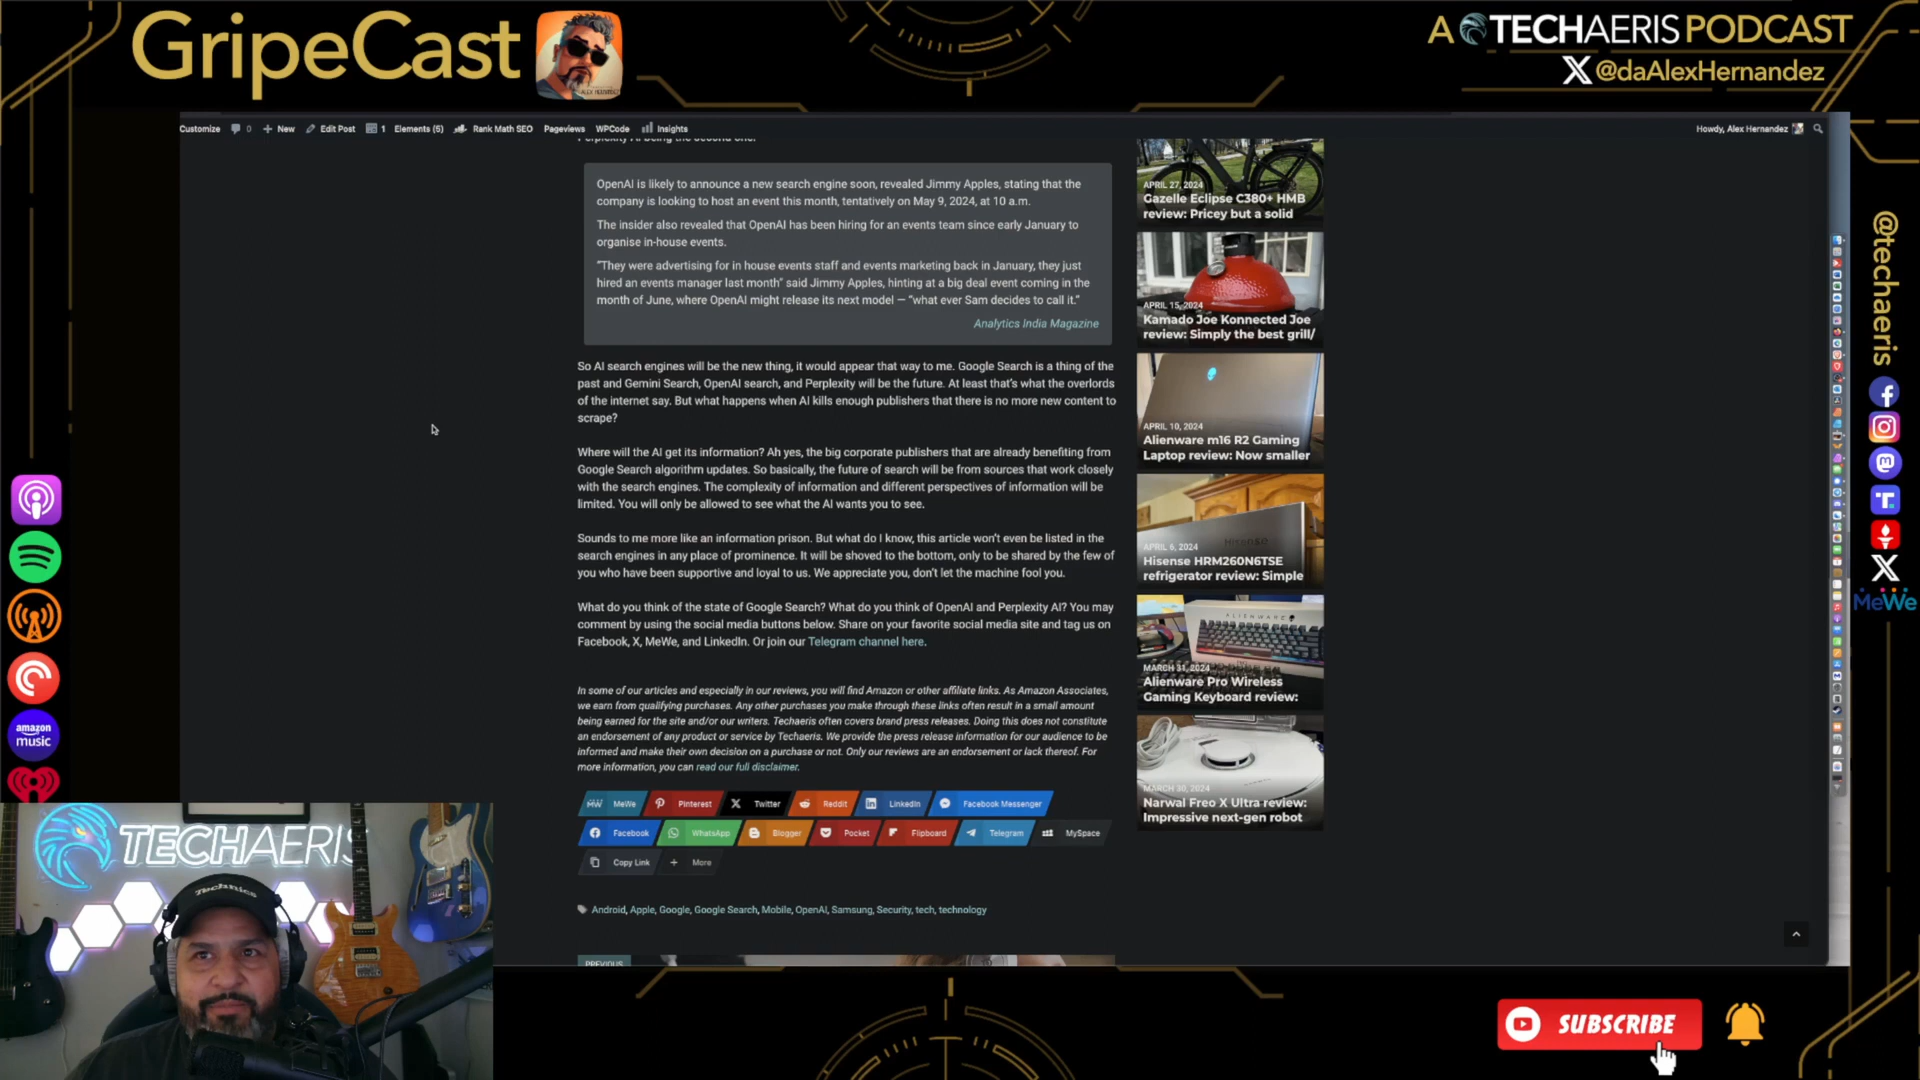 GripeCast
ALEX HERNANDEZ
A TECHAERIS PODCAST
X @daAlexHernandez
Customize 0 + New Edit Post 1 Elements (6) Rank Math SEO Pageviews WPCode Insights
Howdy, Alex Hernandez
Perplexity AI being the second one.
OpenAI is likely to announce a new search engine soon, revealed Jimmy Apples, stating that the
company is looking to host an event this month, tentatively on May 9, 2024, at 10 a.m.
The insider also revealed that OpenAI has been hiring for an events team since early January to
organise in-house events.
"They were advertising for in house events staff and events marketing back in January, they just
hired an events manager last month" said Jimmy Apples, hinting at a big deal event coming in the
month of June, where OpenAI might release its next model — "what ever Sam decides to call it."
Analytics India Magazine
So AI search engines will be the new thing, it would appear that way to me. Google Search is a thing of the
past and Gemini Search, OpenAI search, and Perplexity will be the future. At least that's what the overlords
of the internet say. But what happens when AI kills enough publishers that there is no more new content to
scrape?
Where will the AI get its information? Ah yes, the big corporate publishers that are already benefiting from
Google Search algorithm updates. So basically, the future of search will be from sources that work closely
with the search engines. The complexity of information and different perspectives of information will be
limited. You will only be allowed to see what the AI wants you to see.
Sounds to me more like an information prison. But what do I know, this article won't even be listed in the
search engines in any place of prominence. It will be shoved to the bottom, only to be shared by the few of
you who have been supportive and loyal to us. We appreciate you, don't let the machine fool you.
What do you think of the state of Google Search? What do you think of OpenAI and Perplexity AI? You may
comment by using the social media buttons below. Share on your favorite social media site and tag us on
Facebook, X, MeWe, and LinkedIn. Or join our Telegram channel here.
In some of our articles and especially in our reviews, you will find Amazon or other affiliate links. As Amazon Associates,
we earn from qualifying purchases. Any other purchases you make through these links often result in a small amount
being earned for the site and/or our writers. Techaeris often covers brand press releases. Doing this does not constitute
an endorsement of any product or service by Techaeris. We provide the press release information for our audience to be
informed and make their own decision on a purchase or not. Only our reviews are an endorsement or lack thereof. For
more information, you can read our full disclaimer.
MW MeWe Pinterest Twitter Reddit LinkedIn Facebook Messenger
Facebook WhatsApp Blogger Pocket Flipboard Telegram MySpace
Copy Link + More
Android, Apple, Google, Google Search, Mobile, OpenAI, Samsung, Security, tech, technology
PREVIOUS
APRIL 27, 2024
Gazelle Eclipse C380+ HMB
review: Pricey but a solid
APRIL 15, 2024
Kamado Joe Konnected Joe
review: Simply the best grill/
APRIL 10, 2024
Alienware m16 R2 Gaming
Laptop review: Now smaller
Hisense
APRIL 6, 2024
Hisense HRM260N6TSE
refrigerator review: Simple
ALIENWARE
MARCH 31, 2024
Alienware Pro Wireless
Gaming Keyboard review:
MARCH 30, 2024
Narwal Freo X Ultra review:
Impressive next-gen robot
@techaeris
MeWe
amazon
music
TECHAERIS
Technics
SUBSCRIBE